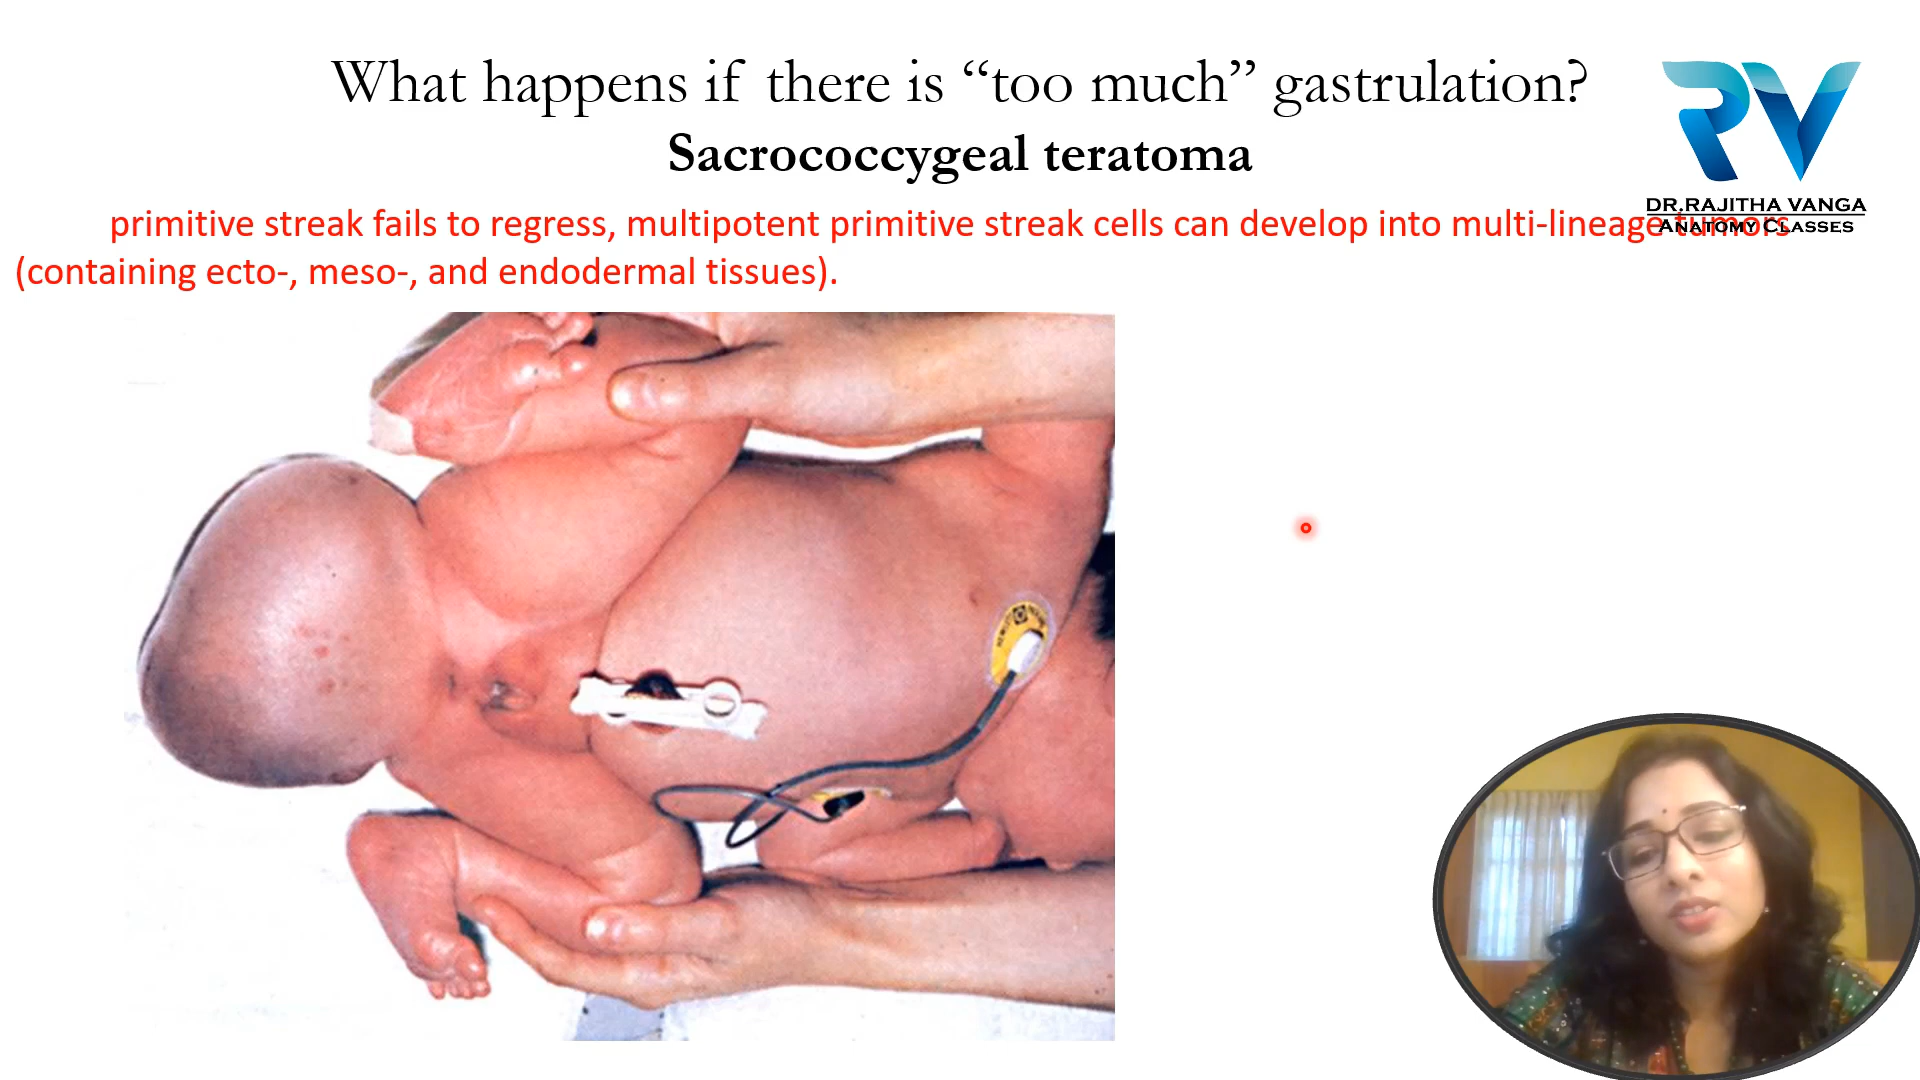 What happens if there is “too much” gastrulation?
Sacrococcygeal teratoma
primitive streak fails to regress, multipotent primitive streak cells can develop into multi-lineage tumors
(containing ecto-, meso-, and endodermal tissues).
RV
DR.RAJITHA VANGA
ANATOMY CLASSES